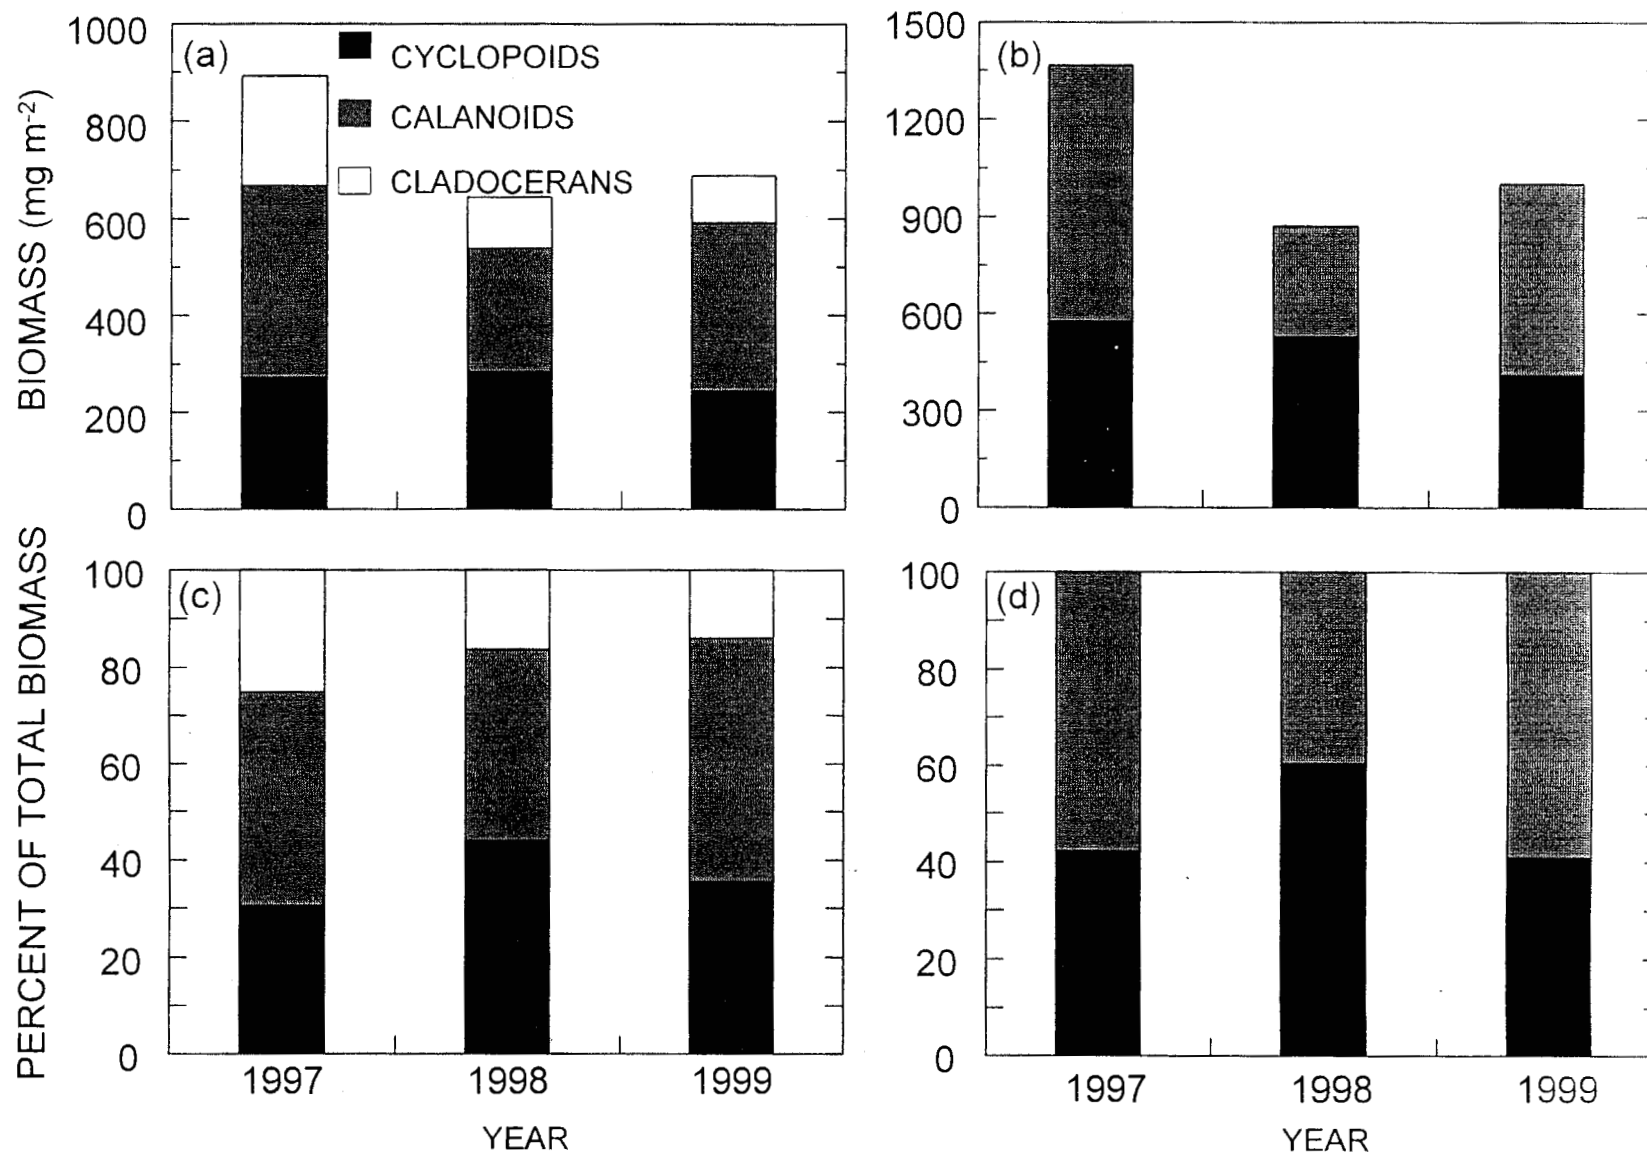 BIOMASS (mg m⁻²)
1000
800
600
400
200
0
(a)
CYCLOPOIDS
CALANOIDS
CLADOCERANS
1500
1200
900
600
300
0
(b)
PERCENT OF TOTAL BIOMASS
100
80
60
40
20
0
(c)
1997 1998 1999
YEAR
100
80
60
40
20
0
(d)
1997 1998 1999
YEAR